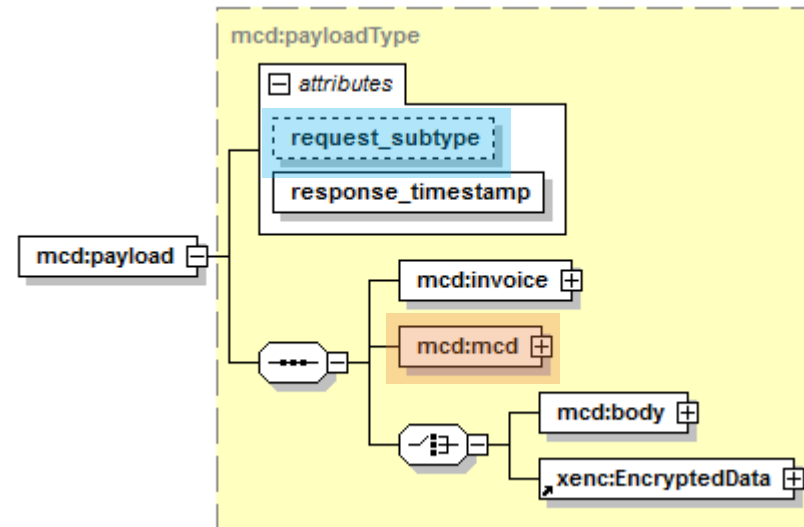 mcd:payloadType
attributes
request_subtype
response_timestamp
mcd:payload
mcd:invoice
mcd:mcd
mcd:body
xenc:EncryptedData